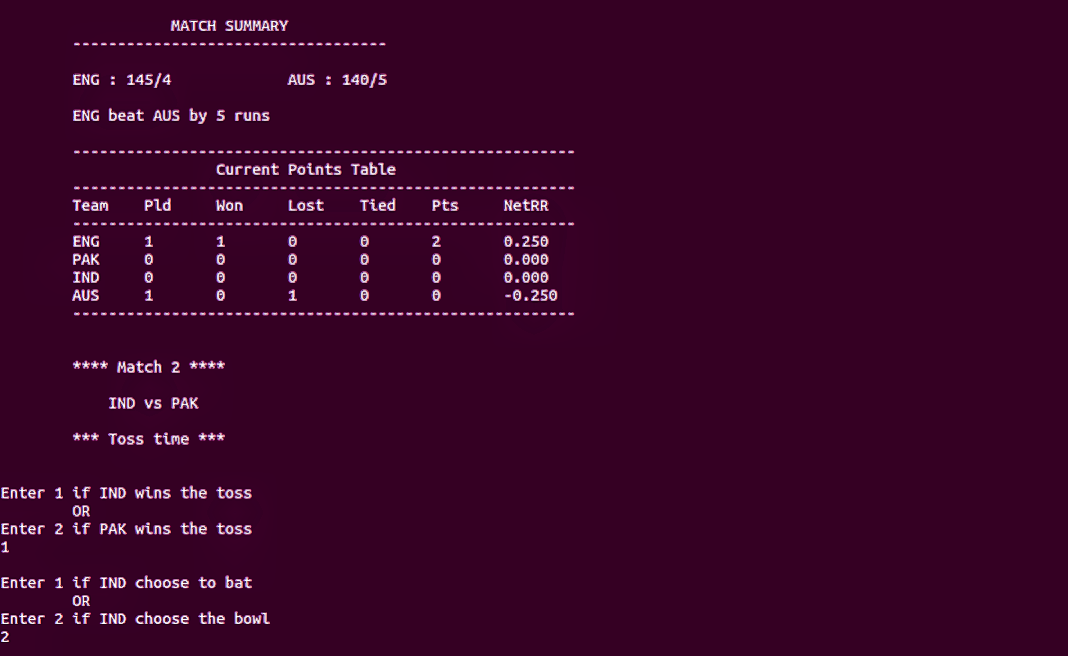 MATCH SUMMARY
-----------------------------------
ENG : 145/4 AUS : 140/5
ENG beat AUS by 5 runs
--------------------------------------------------------
Current Points Table
--------------------------------------------------------
Team Pld Won Lost Tied Pts NetRR
--------------------------------------------------------
ENG 1 1 0 0 2 0.250
PAK 0 0 0 0 0 0.000
IND 0 0 0 0 0 0.000
AUS 1 0 1 0 0 -0.250
--------------------------------------------------------
**** Match 2 ****
IND vs PAK
*** Toss time ***
Enter 1 if IND wins the toss
OR
Enter 2 if PAK wins the toss
1
Enter 1 if IND choose to bat
OR
Enter 2 if IND choose the bowl
2